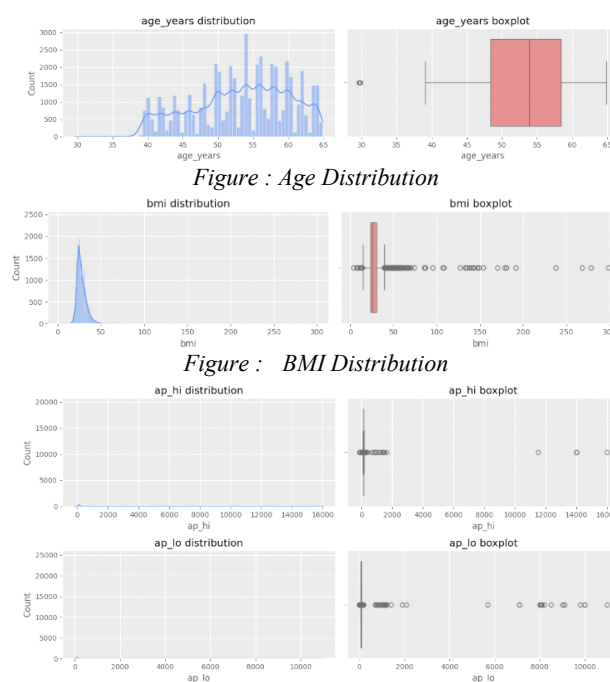 age_years distribution
age_years boxplot
3000
2500
2000
1500
1000
500
0
Count
30 35 40 45 50 55 60 65
age_years
30 35 40 45 50 55 60 65
age_years
Figure : Age Distribution
bmi distribution
bmi boxplot
2500
2000
1500
1000
500
0
Count
0 50 100 150 200 250 300
bmi
0 50 100 150 200 250 300
bmi
Figure : BMI Distribution
ap_hi distribution
ap_hi boxplot
20000
15000
10000
5000
0
Count
0 2000 4000 6000 8000 10000 12000 14000 16000
ap_hi
0 2000 4000 6000 8000 10000 12000 14000 1600
ap_hi
ap_lo distribution
ap_lo boxplot
25000
20000
15000
10000
5000
0
Count
0 2000 4000 6000 8000 10000
ap_lo
0 2000 4000 6000 8000 10000
ap_lo